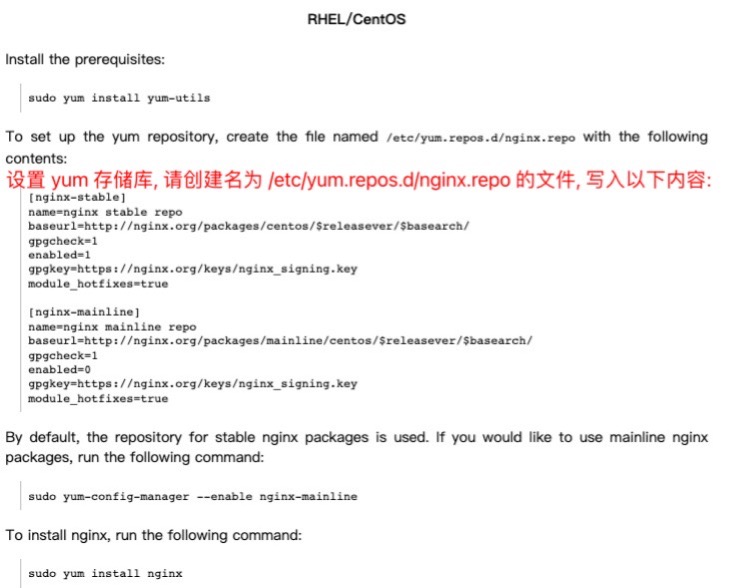 RHEL/CentOS
Install the prerequisites:
sudo yum install yum-utils
To set up the yum repository, create the file named /etc/yum.repos.d/nginx.repo with the following
contents:
设置 yum 存储库, 请创建名为 /etc/yum.repos.d/nginx.repo 的文件, 写入以下内容:
[nginx-stable]
name=nginx stable repo
baseurl=http://nginx.org/packages/centos/$releasever/$basearch/
gpgcheck=1
enabled=1
gpgkey=https://nginx.org/keys/nginx_signing.key
module_hotfixes=true
[nginx-mainline]
name=nginx mainline repo
baseurl=http://nginx.org/packages/mainline/centos/$releasever/$basearch/
gpgcheck=1
enabled=0
gpgkey=https://nginx.org/keys/nginx_signing.key
module_hotfixes=true
By default, the repository for stable nginx packages is used. If you would like to use mainline nginx
packages, run the following command:
sudo yum-config-manager --enable nginx-mainline
To install nginx, run the following command:
sudo yum install nginx